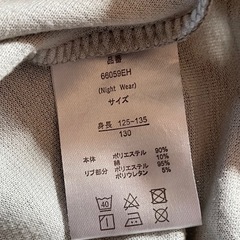 品番
66059EH
(Night Wear)
サイズ
身長 125-135
130
本体 ポリエステル 90%
綿 10%
リブ部分 ポリエステル 95%
ポリウレタン 5%
40